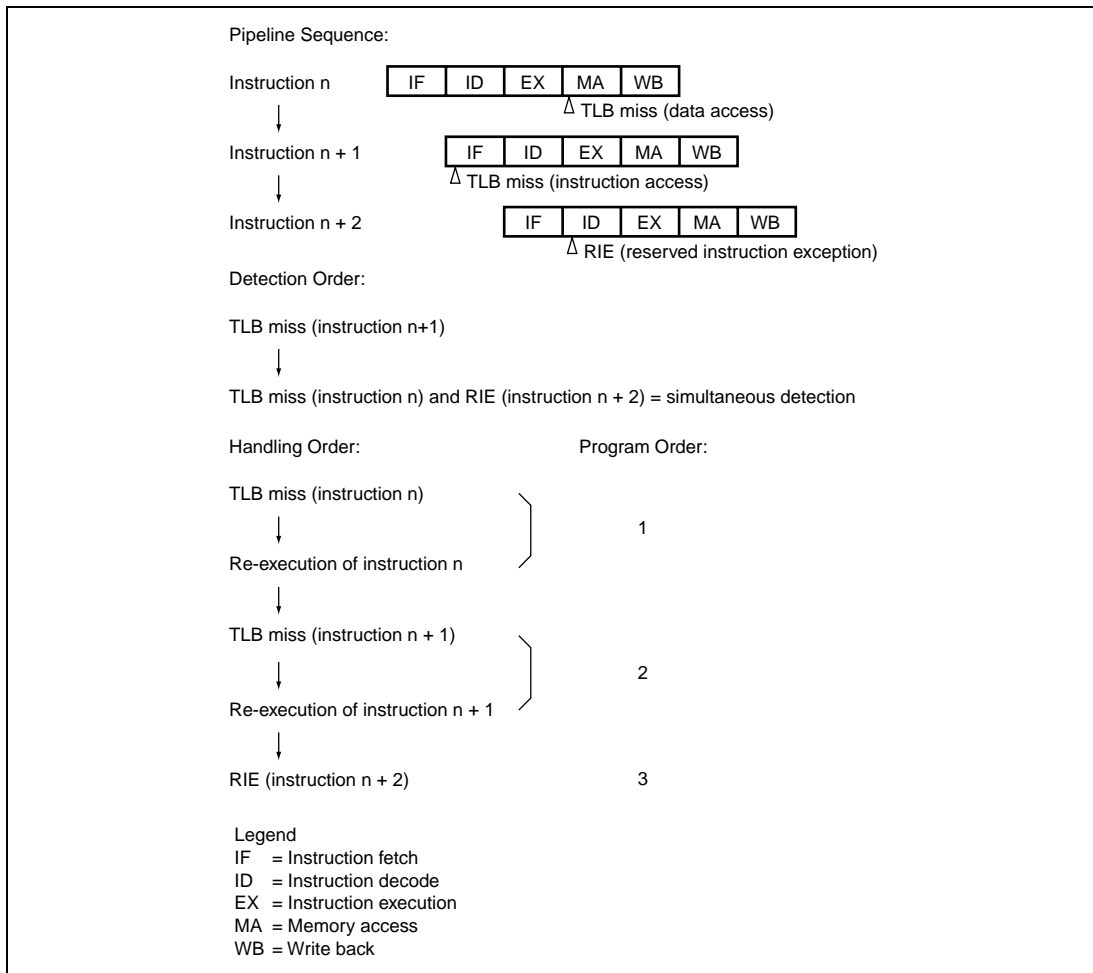 Pipeline Sequence:
Instruction n IF ID EX MA WB
TLB miss (data access)
Instruction n + 1 IF ID EX MA WB
TLB miss (instruction access)
Instruction n + 2 IF ID EX MA WB
RIE (reserved instruction exception)
Detection Order:
TLB miss (instruction n+1)
TLB miss (instruction n) and RIE (instruction n + 2) = simultaneous detection
Handling Order: Program Order:
TLB miss (instruction n)
1
Re-execution of instruction n
TLB miss (instruction n + 1)
2
Re-execution of instruction n + 1
RIE (instruction n + 2) 3
Legend
IF = Instruction fetch
ID = Instruction decode
EX = Instruction execution
MA = Memory access
WB = Write back